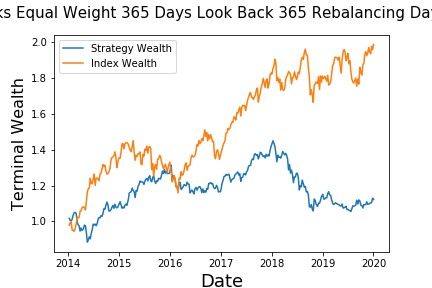 ks Equal Weight 365 Days Look Back 365 Rebalancing Day
Strategy Wealth
Index Wealth
Terminal Wealth
2.0
1.8
1.6
1.4
1.2
1.0
2014 2015 2016 2017 2018 2019 2020
Date